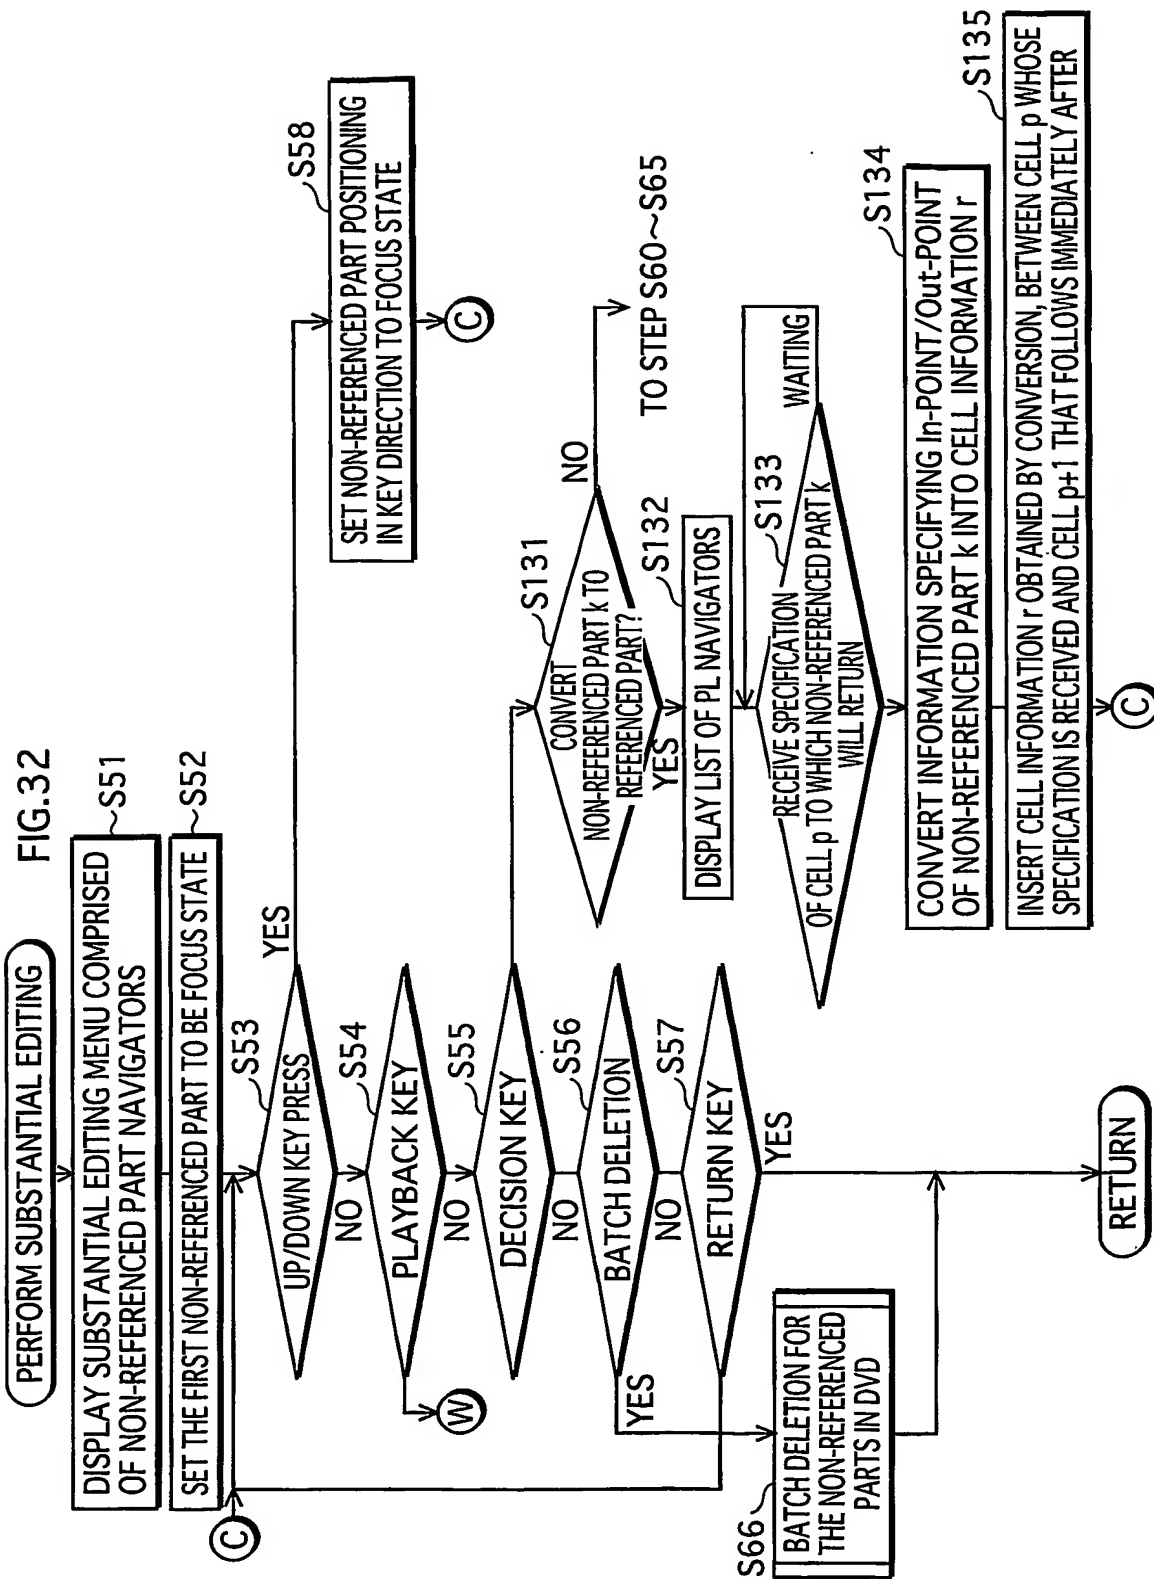 FIG.32
PERFORM SUBSTANTIAL EDITING
DISPLAY SUBSTANTIAL EDITING MENU COMPRISED
OF NON-REFERENCED PART NAVIGATORS
S51
SET THE FIRST NON-REFERENCED PART TO BE FOCUS STATE
S52
C
UP/DOWN KEY PRESS
S53
YES
NO
SET NON-REFERENCED PART POSITIONING
IN KEY DIRECTION TO FOCUS STATE
S58
C
PLAYBACK KEY
S54
W
NO
DECISION KEY
S55
YES
NO
BATCH DELETION
S56
YES
NO
RETURN KEY
S57
YES
S66
BATCH DELETION FOR
THE NON-REFERENCED
PARTS IN DVD
RETURN
CONVERT
NON-REFERENCED PART k TO
REFERENCED PART?
S131
NO
TO STEP S60~S65
YES
DISPLAY LIST OF PL NAVIGATORS
S132
RECEIVE SPECIFICATION
OF CELL p TO WHICH NON-REFERENCED PART k
WILL RETURN
S133
WAITING
CONVERT INFORMATION SPECIFYING In-POINT/Out-POINT
OF NON-REFERENCED PART k INTO CELL INFORMATION r
S134
INSERT CELL INFORMATION r OBTAINED BY CONVERSION, BETWEEN CELL p WHOSE
SPECIFICATION IS RECEIVED AND CELL p+1 THAT FOLLOWS IMMEDIATELY AFTER
S135
C